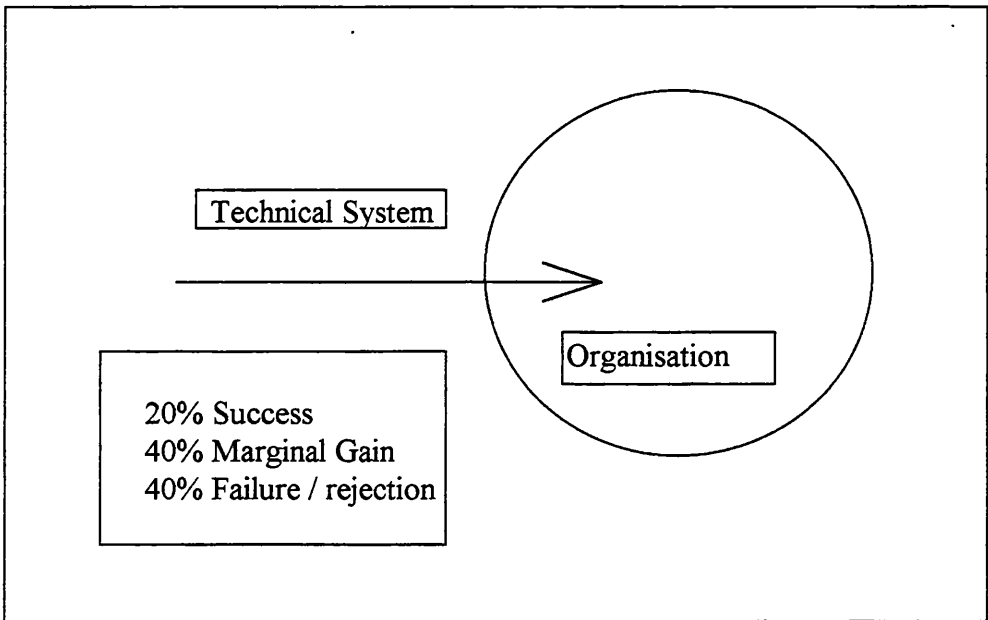 Technical System
Organisation
20% Success
40% Marginal Gain
40% Failure / rejection